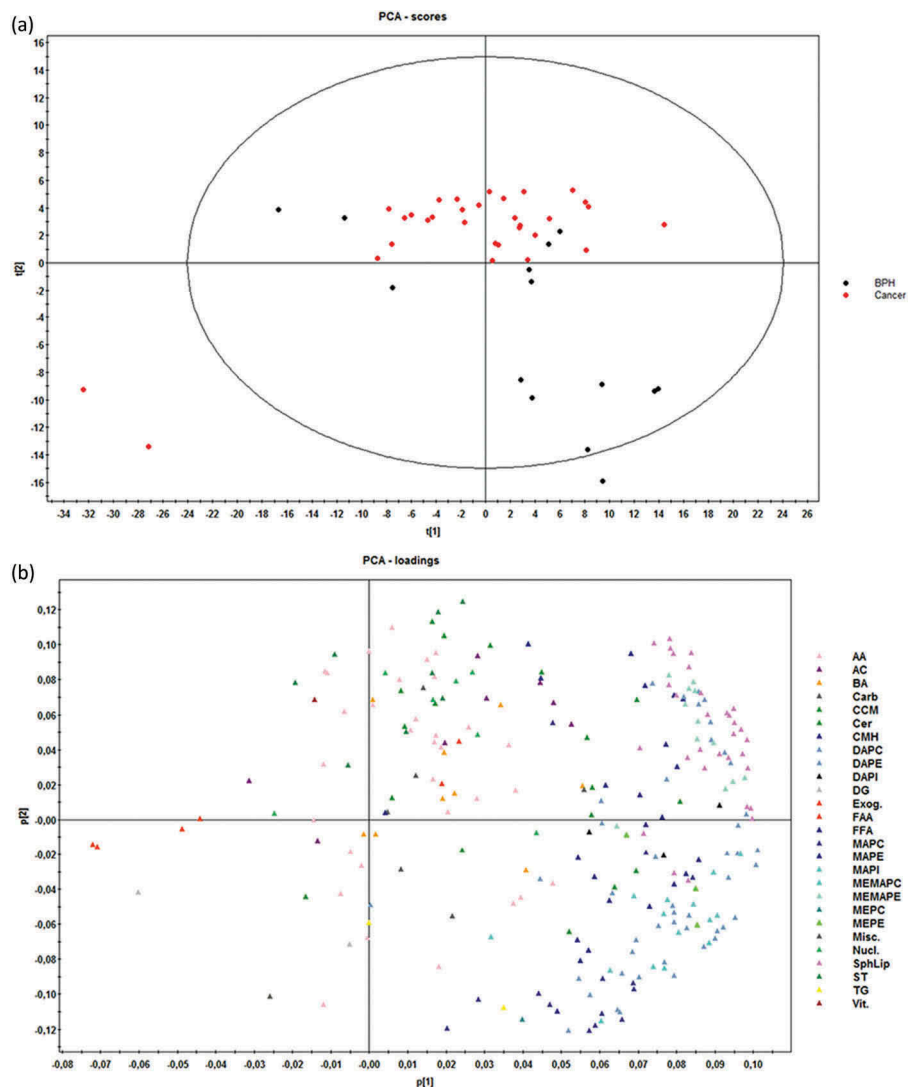 (a)
PCA - scores
16
14
12
10
8
6
4
2
0
-2
-4
-6
-8
-10
-12
-14
-16
t[2]
-34 -32 -30 -28 -26 -24 -22 -20 -18 -16 -14 -12 -10 -8 -6 -4 -2 0 2 4 6 8 10 12 14 16 18 20 22 24 26
t[1]
BPH
Cancer
(b)
PCA - loadings
0,12
0,10
0,08
0,06
0,04
0,02
-0,00
-0,02
-0,04
-0,06
-0,08
-0,10
-0,12
p[2]
-0,08 -0,07 -0,06 -0,05 -0,04 -0,03 -0,02 -0,01 -0,00 0,01 0,02 0,03 0,04 0,05 0,06 0,07 0,08 0,09 0,10
p[1]
AA
AC
BA
Carb
CCM
Cer
CMH
DAPC
DAPE
DAPI
DG
Exog.
FAA
FFA
MAPC
MAPE
MAPI
MEMAPC
MEMAPE
MEPC
MEPE
Misc.
Nucl.
SphLip
ST
TG
Vit.